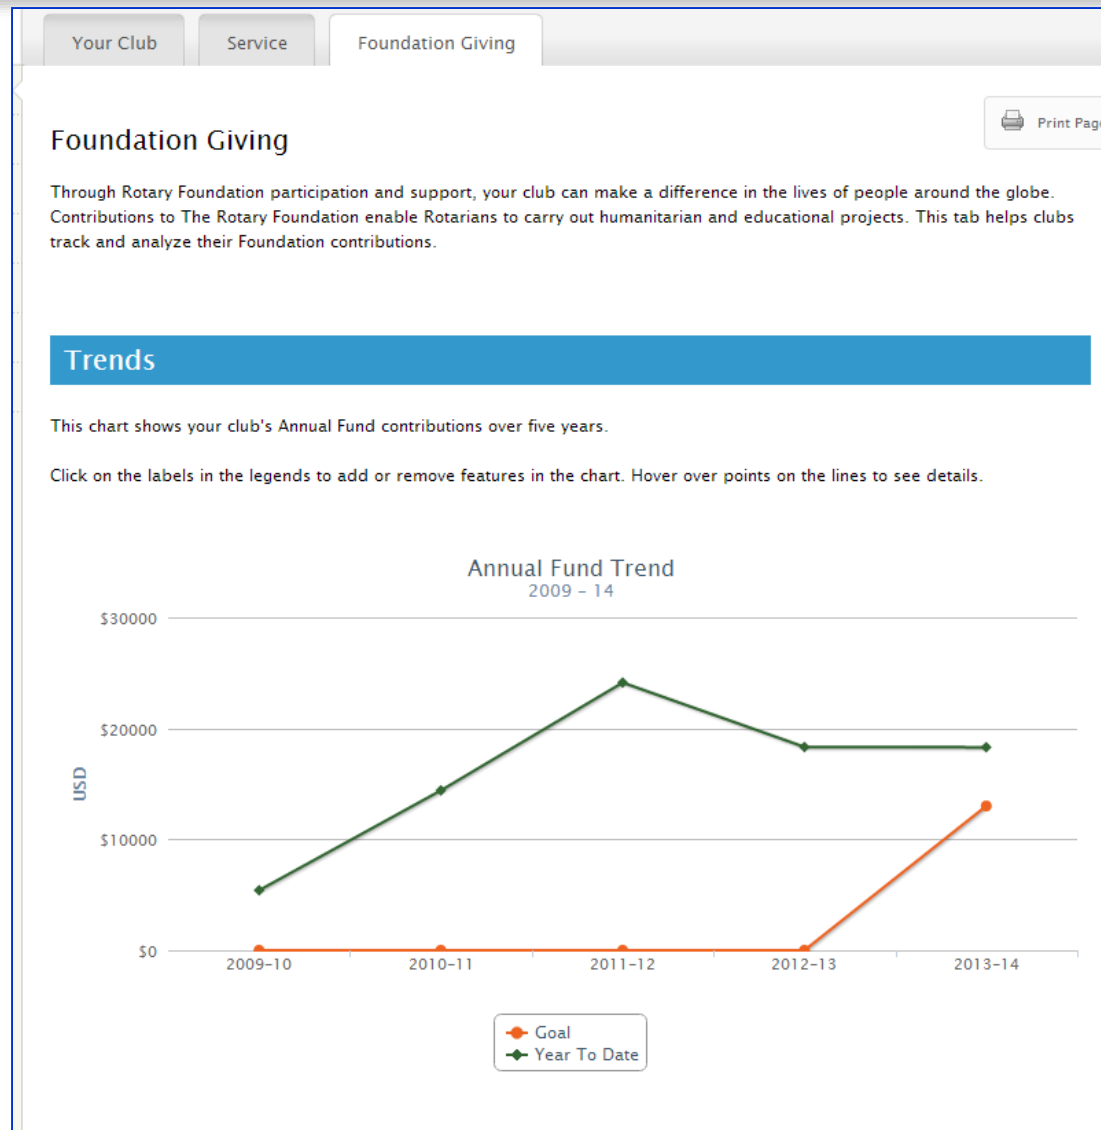 Your Club Service Foundation Giving
Print Page
Foundation Giving
Through Rotary Foundation participation and support, your club can make a difference in the lives of people around the globe.
Contributions to The Rotary Foundation enable Rotarians to carry out humanitarian and educational projects. This tab helps clubs
track and analyze their Foundation contributions.
Trends
This chart shows your club's Annual Fund contributions over five years.
Click on the labels in the legends to add or remove features in the chart. Hover over points on the lines to see details.
Annual Fund Trend
2009 – 14
$30000
$20000
USD
$10000
$0
2009–10 2010–11 2011–12 2012–13 2013–14
Goal
Year To Date